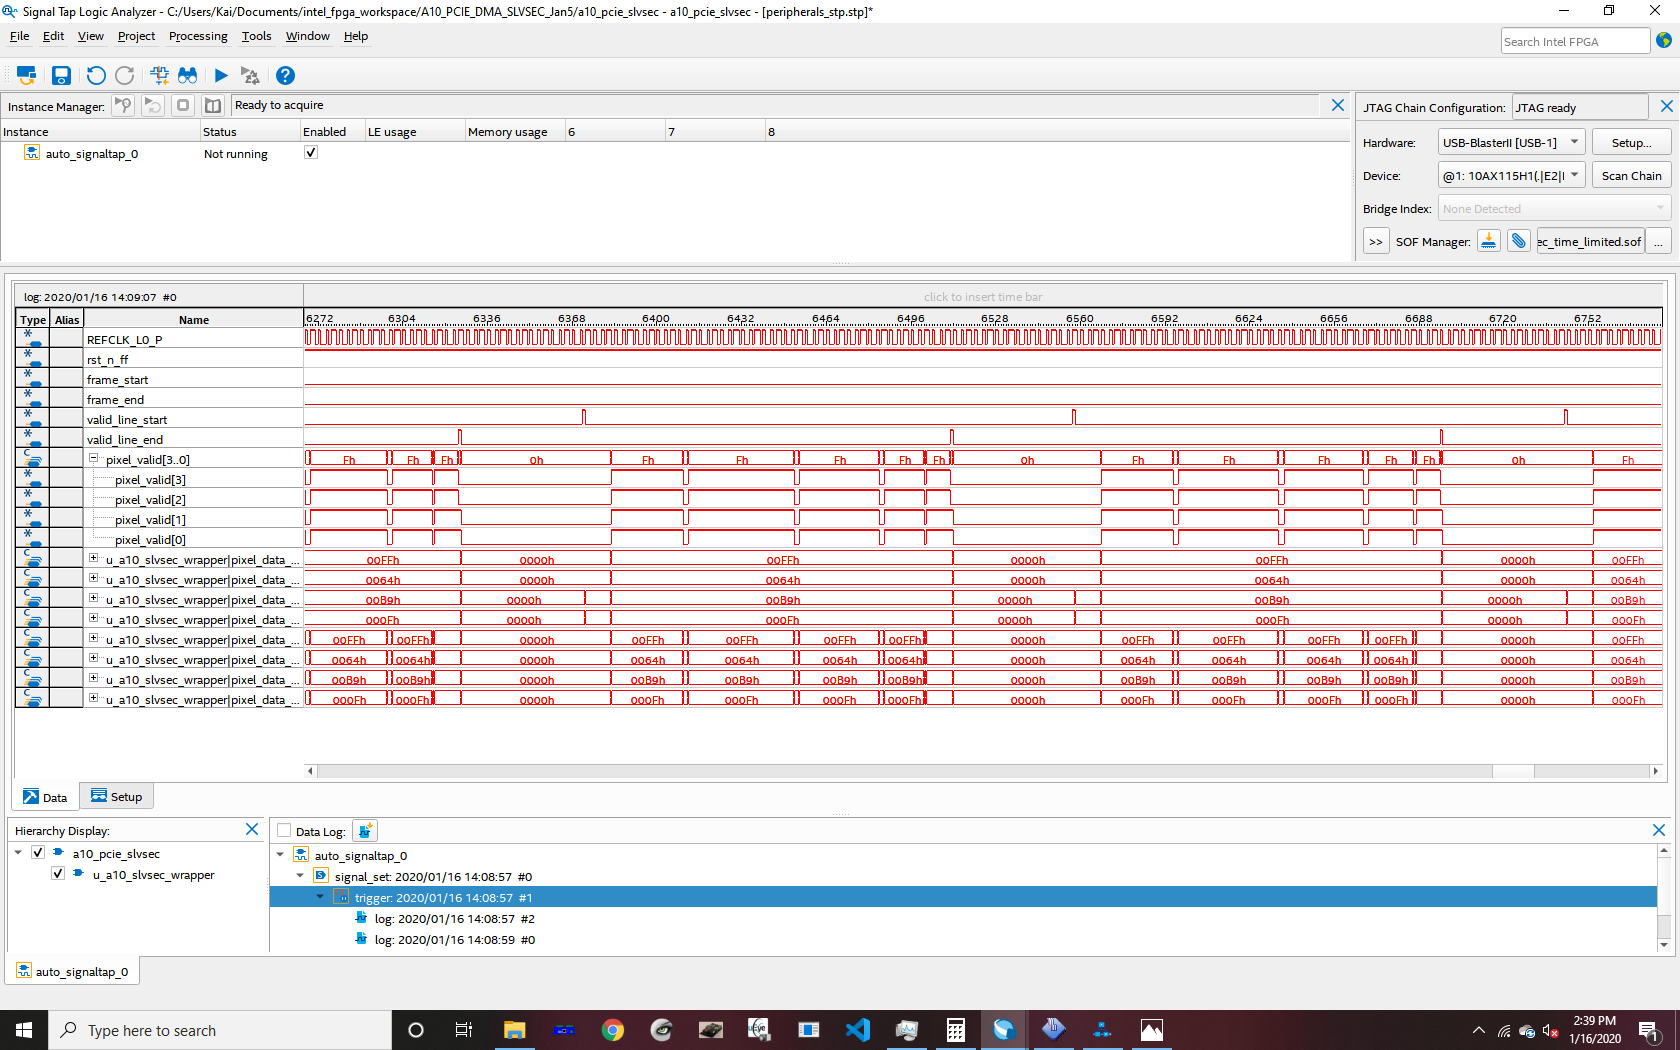 Signal Tap Logic Analyzer - C:/Users/Kai/Documents/intel_fpga_workspace/A10_PCIE_DMA_SLVSEC_Jan5/a10_pcie_slvsec - a10_pcie_slvsec - [peripherals_stp.stp]*
File Edit View Project Processing Tools Window Help
Search Intel FPGA
Instance Manager: Ready to acquire
Instance Status Enabled LE usage Memory usage 6 7 8
auto_signaltap_0 Not running
JTAG Chain Configuration: JTAG ready
Hardware: USB-BlasterII [USB-1] Setup...
Device: @1: 10AX115H1(.|E2|I Scan Chain
Bridge Index: None Detected
>> SOF Manager: ec_time_limited.sof ...
log: 2020/01/16 14:09:07 #0 click to insert time bar
Type Alias Name 6272 6304 6336 6368 6400 6432 6464 6496 6528 6560 6592 6624 6656 6688 6720 6752
REFCLK_L0_P
rst_n_ff
frame_start
frame_end
valid_line_start
valid_line_end
pixel_valid[3..0] Fh Fh Fh 0h Fh Fh Fh Fh Fh 0h Fh Fh Fh Fh Fh 0h Fh
pixel_valid[3]
pixel_valid[2]
pixel_valid[1]
pixel_valid[0]
u_a10_slvsec_wrapper|pixel_data_... 00FFh 0000h 00FFh 0000h 00FFh 0000h 00FFh
u_a10_slvsec_wrapper|pixel_data_... 0064h 0000h 0064h 0000h 0064h 0000h 0064h
u_a10_slvsec_wrapper|pixel_data_... 00B9h 0000h 00B9h 0000h 00B9h 0000h 00B9h
u_a10_slvsec_wrapper|pixel_data_... 000Fh 0000h 000Fh 0000h 000Fh 0000h 000Fh
u_a10_slvsec_wrapper|pixel_data_... 00FFh 00FFh 0000h 00FFh 00FFh 00FFh 00FFh 0000h 00FFh 00FFh 00FFh 00FFh 0000h 00FFh
u_a10_slvsec_wrapper|pixel_data_... 0064h 0064h 0000h 0064h 0064h 0064h 0064h 0000h 0064h 0064h 0064h 0064h 0000h 0064h
u_a10_slvsec_wrapper|pixel_data_... 00B9h 00B9h 0000h 00B9h 00B9h 00B9h 00B9h 0000h 00B9h 00B9h 00B9h 00B9h 0000h 00B9h
u_a10_slvsec_wrapper|pixel_data_... 000Fh 000Fh 0000h 000Fh 000Fh 000Fh 000Fh 0000h 000Fh 000Fh 000Fh 000Fh 0000h 000Fh
Data Setup
Hierarchy Display:
a10_pcie_slvsec
u_a10_slvsec_wrapper
Data Log:
auto_signaltap_0
signal_set: 2020/01/16 14:08:57 #0
trigger: 2020/01/16 14:08:57 #1
log: 2020/01/16 14:08:57 #2
log: 2020/01/16 14:08:59 #0
auto_signaltap_0
Type here to search
2:39 PM
1/16/2020
1